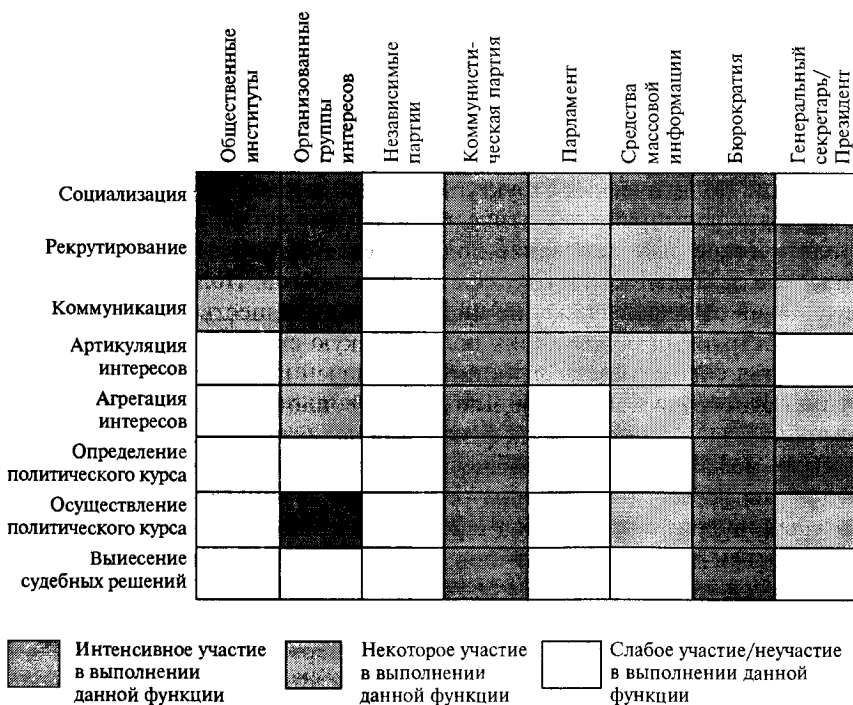 Общественные
институты
Организованные
группы
интересов
Независимые
партии
Коммунисти-
ческая партия
Парламент
Средства
массовой
информации
Бюрократия
Генеральный
секретарь/
Президент
Социализация
Рекрутирование
Коммуникация
Артикуляция
интересов
Агрегация
интересов
Определение
политического курса
Осуществление
политического курса
Выиесение
судебных решений
Интенсивное участие
в выполнении
данной функции
Некоторое участие
в выполнении
данной функции
Слабое участие/неучастие
в выполнении данной
функции